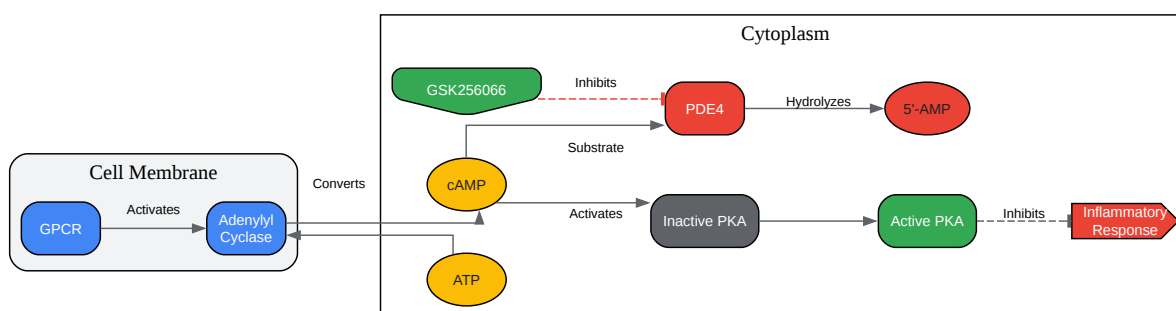 Cytoplasm
GSK256066
Inhibits
PDE4
Hydrolyzes
5'-AMP
Substrate
Cell Membrane
Converts
cAMP
GPCR
Activates
Adenylyl
Cyclase
Activates
Inactive PKA
Active PKA
Inhibits
Inflammatory
Response
ATP